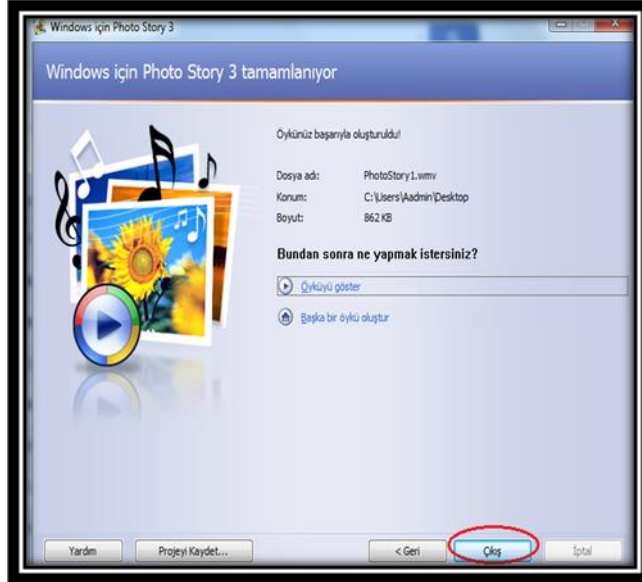 Windows için Photo Story 3
Windows için Photo Story 3 tamamlanıyor
Öykünüz başarıyla oluşturuldu!
Dosya adı: PhotoStory1.wmv
Konum: C:\Users\Aadmin\Desktop
Boyut: 862 KB
Bundan sonra ne yapmak istersiniz?
Öyküyü göster
Başka bir öykü oluştur
Yardım Projeyi Kaydet... < Geri Çıkış İptal